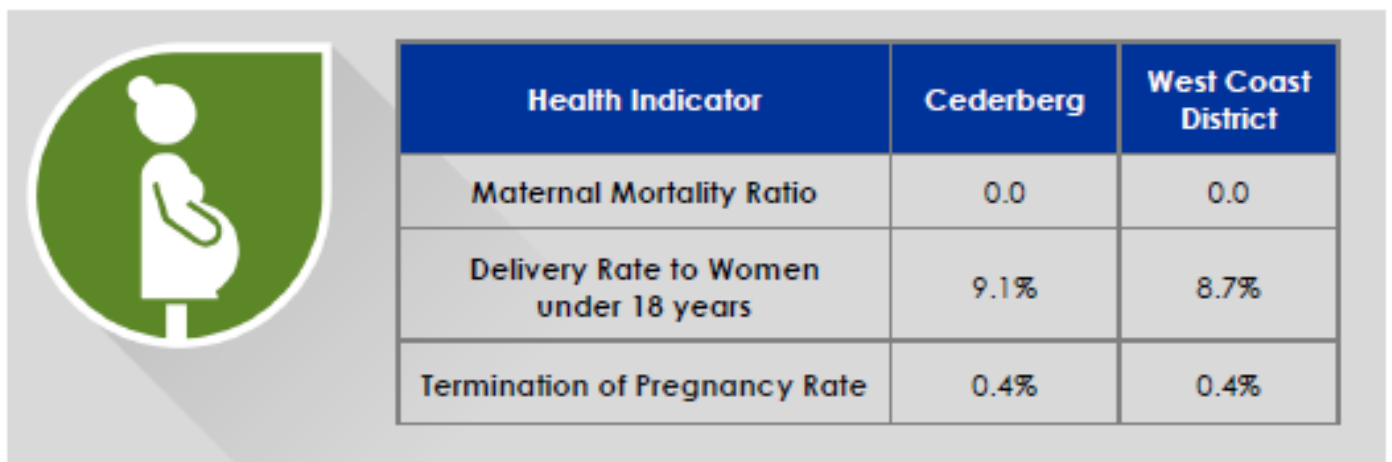 Health Indicator Cederberg West Coast District
Maternal Mortality Ratio 0.0 0.0
Delivery Rate to Women
under 18 years 9.1% 8.7%
Termination of Pregnancy Rate 0.4% 0.4%